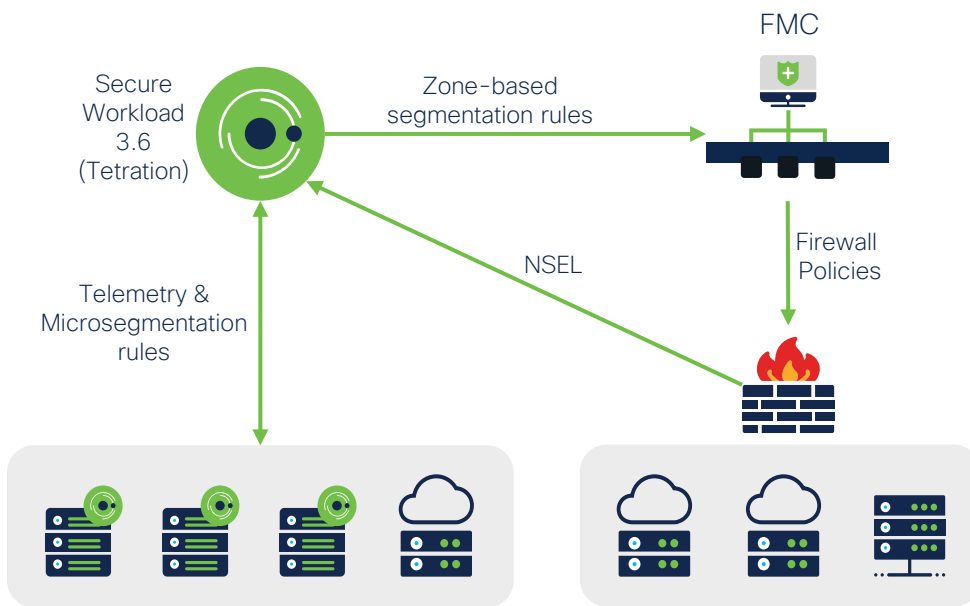 FMC
Secure
Workload
3.6
(Tetration)
Zone-based
segmentation rules
Firewall
Policies
NSEL
Telemetry &
Microsegmentation
rules